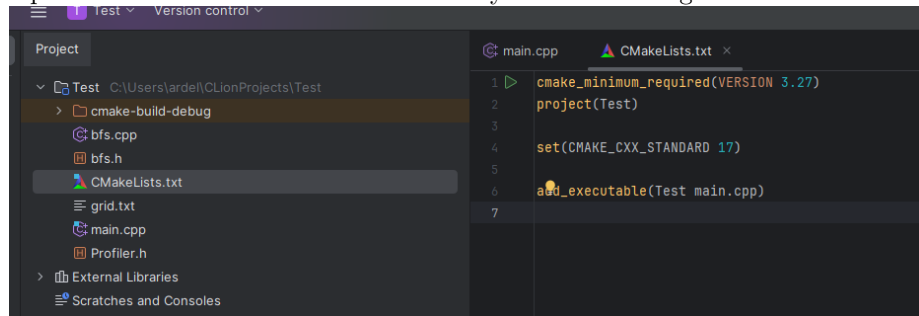 T Test Version control
Project
Test C:\Users\ardel\CLionProjects\Test
cmake-build-debug
bfs.cpp
bfs.h
CMakeLists.txt
grid.txt
main.cpp
Profiler.h
External Libraries
Scratches and Consoles
main.cpp CMakeLists.txt ×
1 cmake_minimum_required(VERSION 3.27)
2 project(Test)
3
4 set(CMAKE_CXX_STANDARD 17)
5
6 add_executable(Test main.cpp)
7